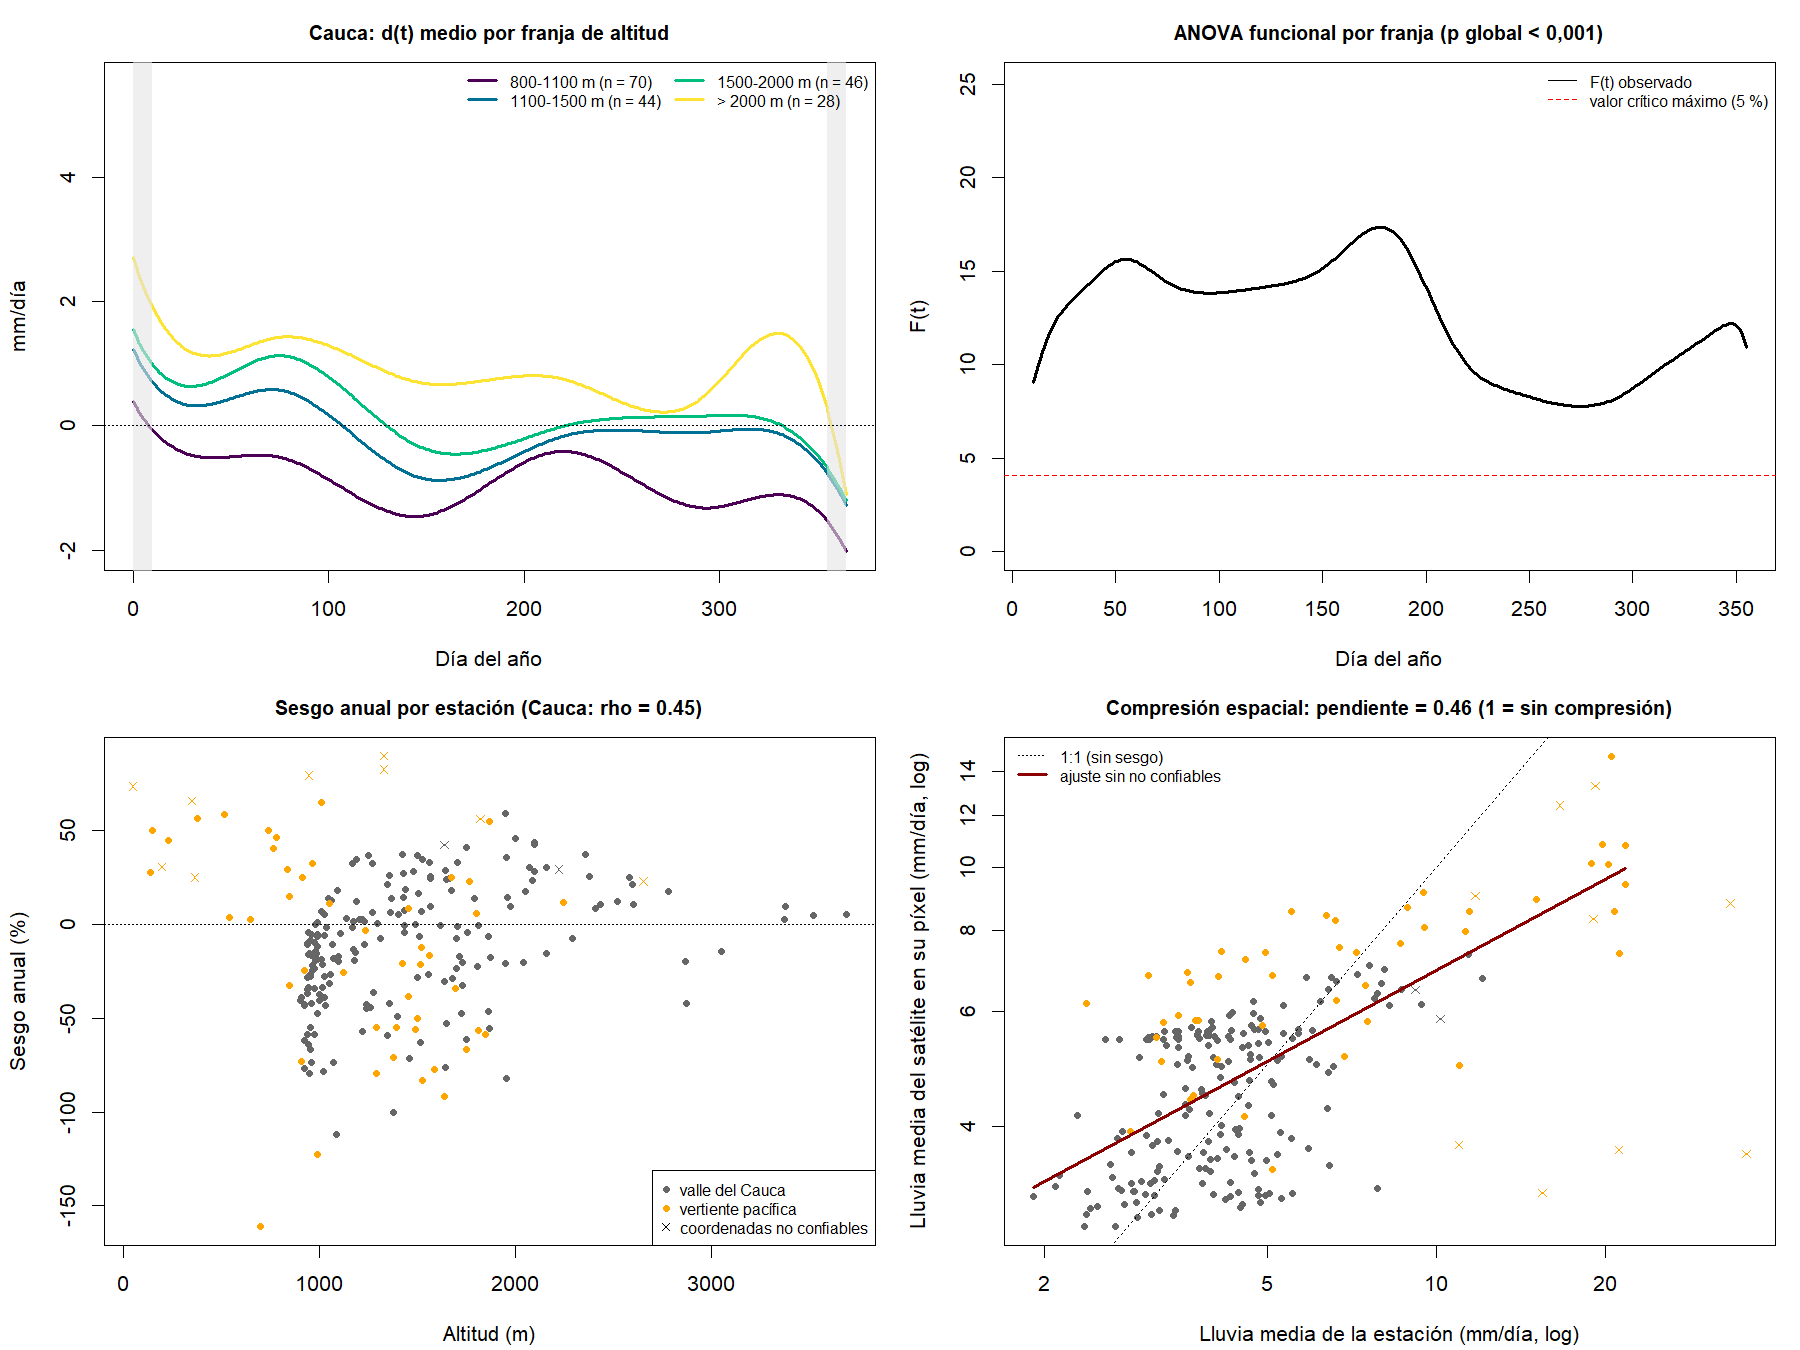 Cauca: d(t) medio por franja de altitud
800-1100 m (n = 70)
1100-1500 m (n = 44)
1500-2000 m (n = 46)
> 2000 m (n = 28)
mm/día
4
2
0
-2
0 100 200 300
Día del año
ANOVA funcional por franja (p global < 0,001)
F(t) observado
valor crítico máximo (5 %)
F(t)
25
20
15
10
5
0
0 50 100 150 200 250 300 350
Día del año
Sesgo anual por estación (Cauca: rho = 0.45)
Sesgo anual (%)
50
0
-50
-100
-150
valle del Cauca
vertiente pacífica
coordenadas no confiables
0 1000 2000 3000
Altitud (m)
Compresión espacial: pendiente = 0.46 (1 = sin compresión)
1:1 (sin sesgo)
ajuste sin no confiables
Lluvia media del satélite en su píxel (mm/día, log)
14
12
10
8
6
4
2 5 10 20
Lluvia media de la estación (mm/día, log)